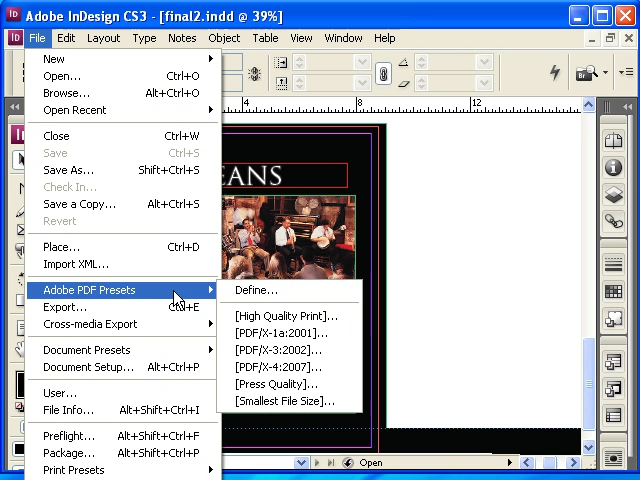 Adobe InDesign CS3 - [final2.indd @ 39%]
File Edit Layout Type Notes Object Table View Window Help
New
Open... Ctrl+O
Browse... Alt+Ctrl+O
Open Recent
Close Ctrl+W
Save Ctrl+S
Save As... Shift+Ctrl+S
Check In...
Save a Copy... Alt+Ctrl+S
Revert
Place... Ctrl+D
Import XML...
Adobe PDF Presets
Export... Ctrl+E
Cross-media Export
Document Presets
Document Setup... Alt+Ctrl+P
User...
File Info... Alt+Shift+Ctrl+I
Preflight... Alt+Shift+Ctrl+F
Package... Alt+Shift+Ctrl+P
Print Presets
Define...
[High Quality Print]...
[PDF/X-1a:2001]...
[PDF/X-3:2002]...
[PDF/X-4:2007]...
[Press Quality]...
[Smallest File Size]...
Br
4 8 12
EANS
Open